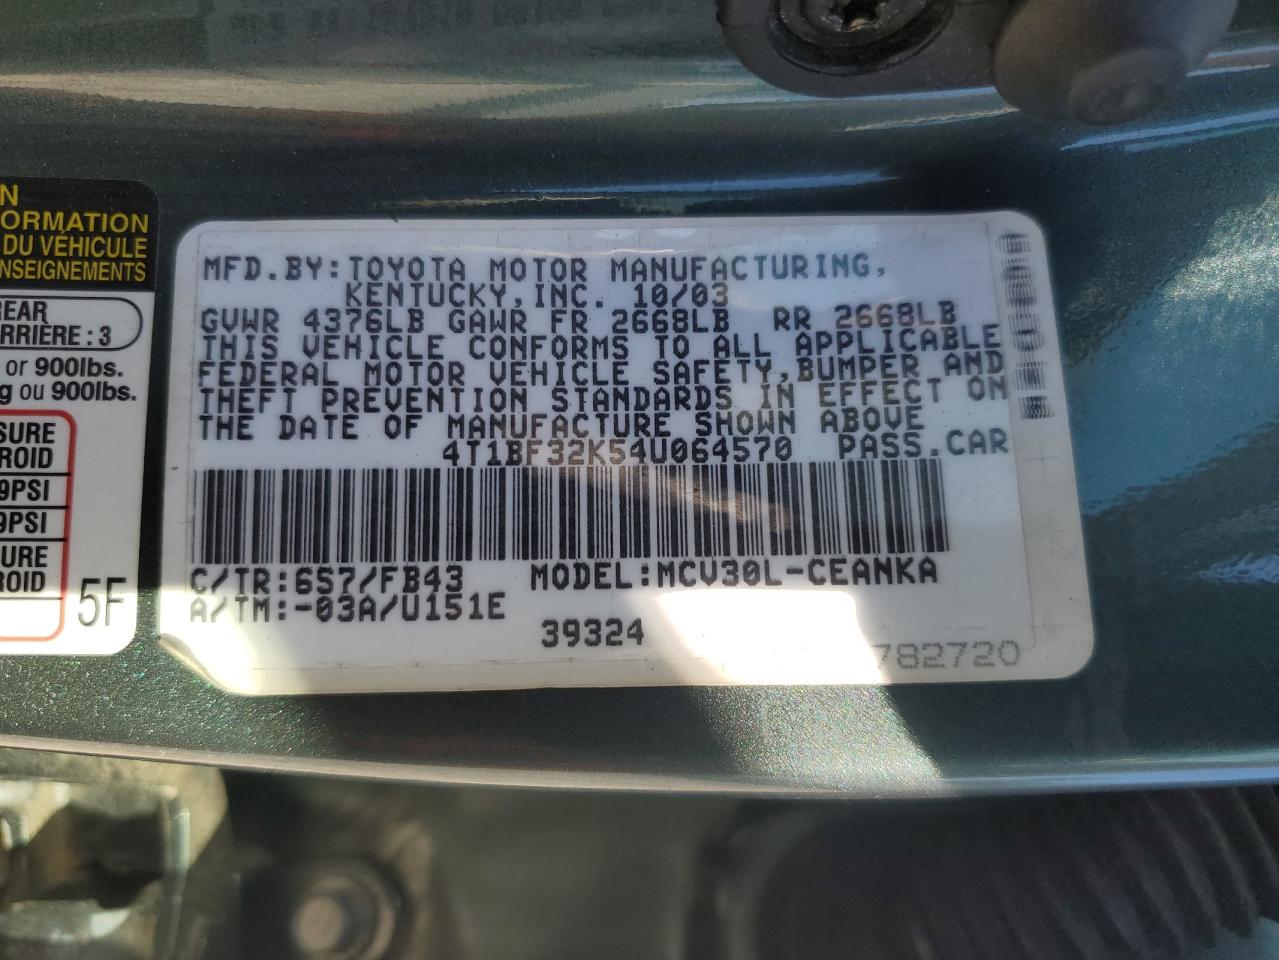 N
ORMATION
DU VÉHICULE
NSEIGNEMENTS
REAR
RRIÈRE : 3
or 900lbs.
g ou 900lbs.
SURE
ROID
9PSI
9PSI
SURE
ROID
5F
MFD.BY:TOYOTA MOTOR MANUFACTURING,
KENTUCKY,INC. 10/03
GVWR 4376LB GAWR FR 2668LB RR 2668LB
THIS VEHICLE CONFORMS TO ALL APPLICABLE
FEDERAL MOTOR VEHICLE SAFETY,BUMPER AND
THEFT PREVENTION STANDARDS IN EFFECT ON
THE DATE OF MANUFACTURE SHOWN ABOVE
4T1BF32K54U064570 PASS.CAR
C/TR:6S7/FB43 MODEL:MCV30L-CEANKA
A/TM:-03A/U151E
39324
782720